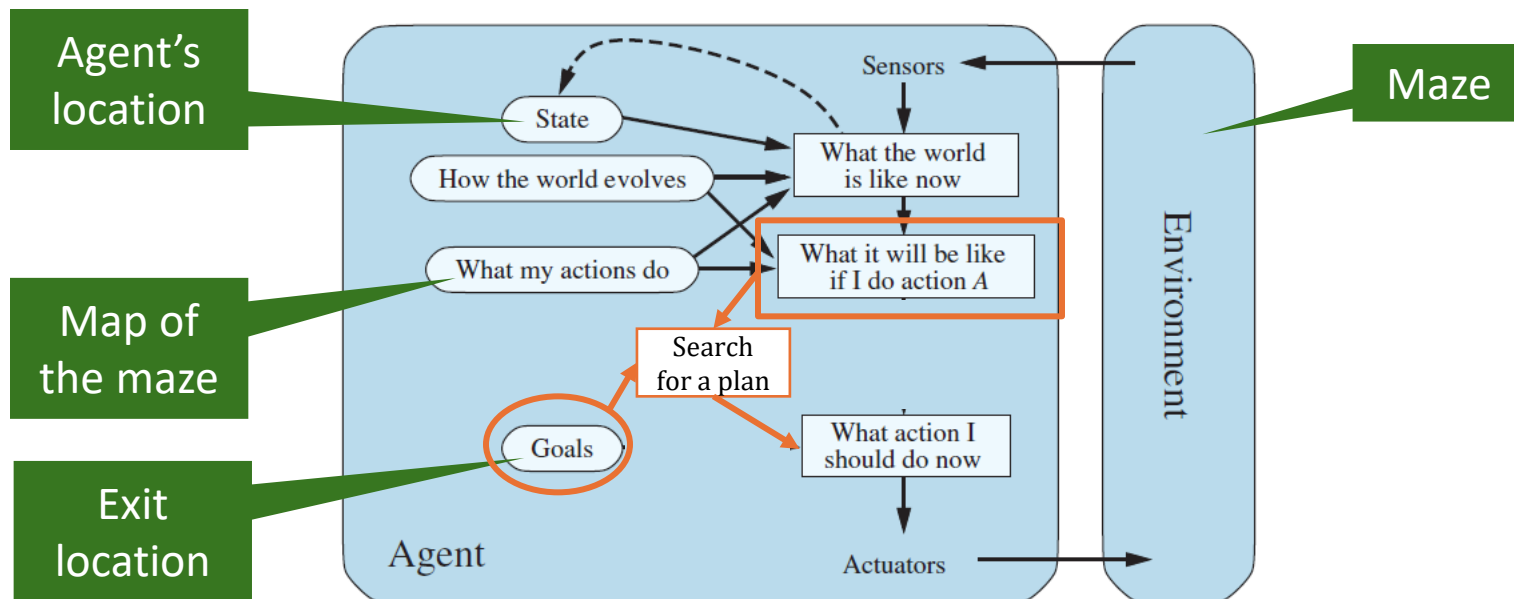 Agent’s
location
Sensors
Maze
State
What the world
is like now
How the world evolves
What it will be like
if I do action A
What my actions do
Environment
Map of
the maze
Search
for a plan
Goals
What action I
should do now
Exit
location
Agent
Actuators